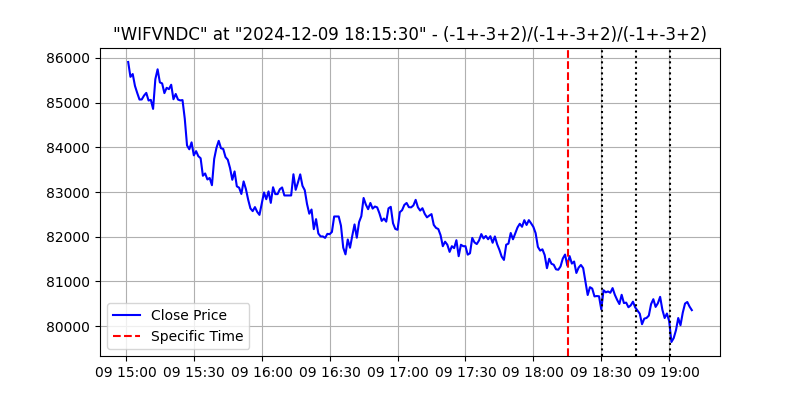 "WIFVNDC" at "2024-12-09 18:15:30" - (-1+-3+2)/(-1+-3+2)/(-1+-3+2)
86000
85000
84000
83000
82000
81000
80000
Close Price
Specific Time
09 15:00 09 15:30 09 16:00 09 16:30 09 17:00 09 17:30 09 18:00 09 18:30 09 19:00